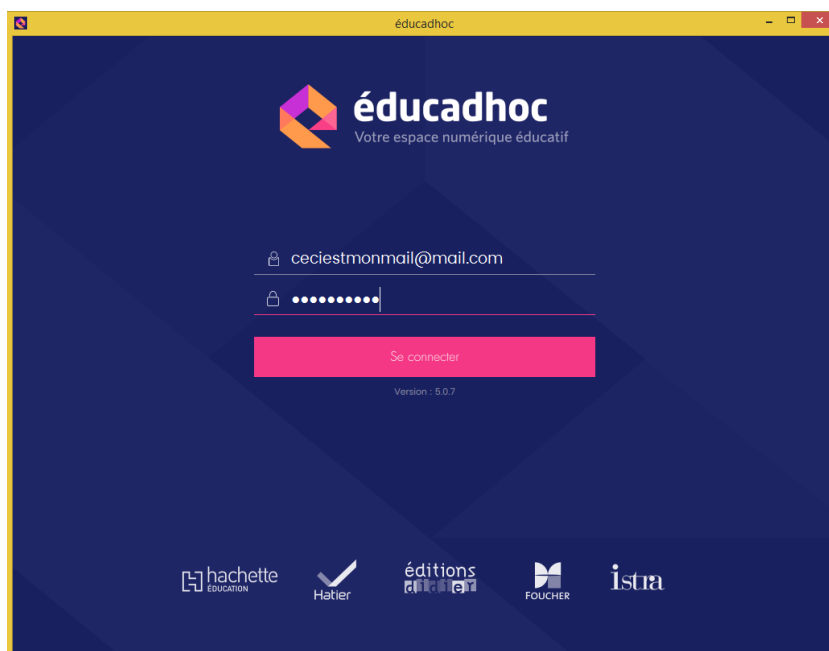 éducadhoc
éducadhoc
Votre espace numérique éducatif
ceciestmonmail@mail.com
••••••••••
Se connecter
Version : 5.0.7
hachette
ÉDUCATION
Hatier
éditions
didier
FOUCHER
istra